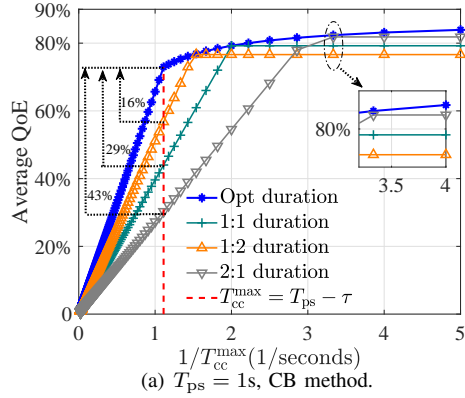 90%
80%
60%
40%
20%
0%
Average QoE
16%
29%
43%
80%
3.5
4
Opt duration
1:1 duration
1:2 duration
2:1 duration
T_cc^max = T_ps − τ
0
1
2
3
4
5
1/T_cc^max(1/seconds)
(a) T_ps = 1s, CB method.